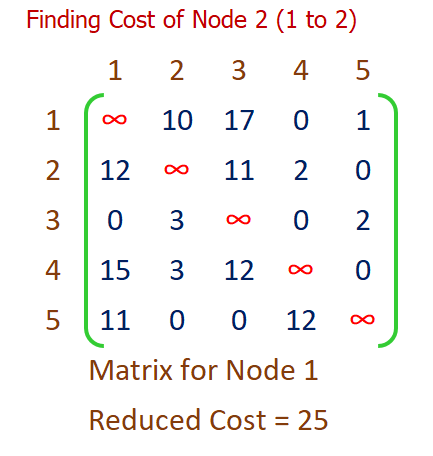 Finding Cost of Node 2 (1 to 2)
1 2 3 4 5
1 ∞ 10 17 0 1
2 12 ∞ 11 2 0
3 0 3 ∞ 0 2
4 15 3 12 ∞ 0
5 11 0 0 12 ∞
Matrix for Node 1
Reduced Cost = 25